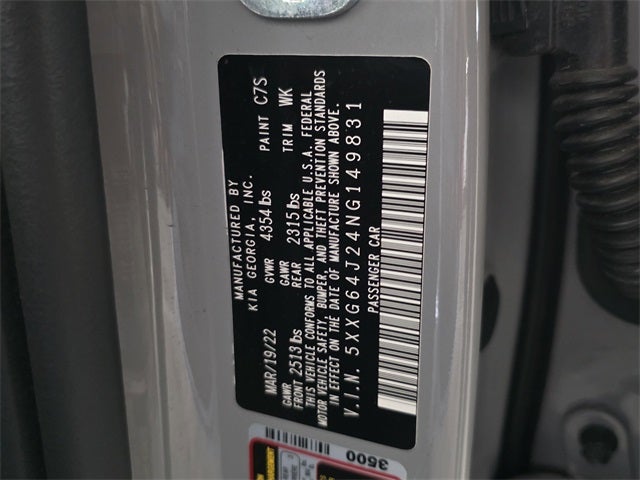 MANUFACTURED BY
KIA GEORGIA, INC.
MAR/19/22 GVWR 4354 lbs PAINT C7S
GAWR GAWR
FRONT 2513 lbs REAR 2315 lbs TRIM WK
THIS VEHICLE CONFORMS TO ALL APPLICABLE U.S.A. FEDERAL
MOTOR VEHICLE SAFETY, BUMPER, AND THEFT PREVENTION STANDARDS
IN EFFECT ON THE DATE OF MANUFACTURE SHOWN ABOVE.
V.I.N. 5XXG64J24NG149831
PASSENGER CAR
3500